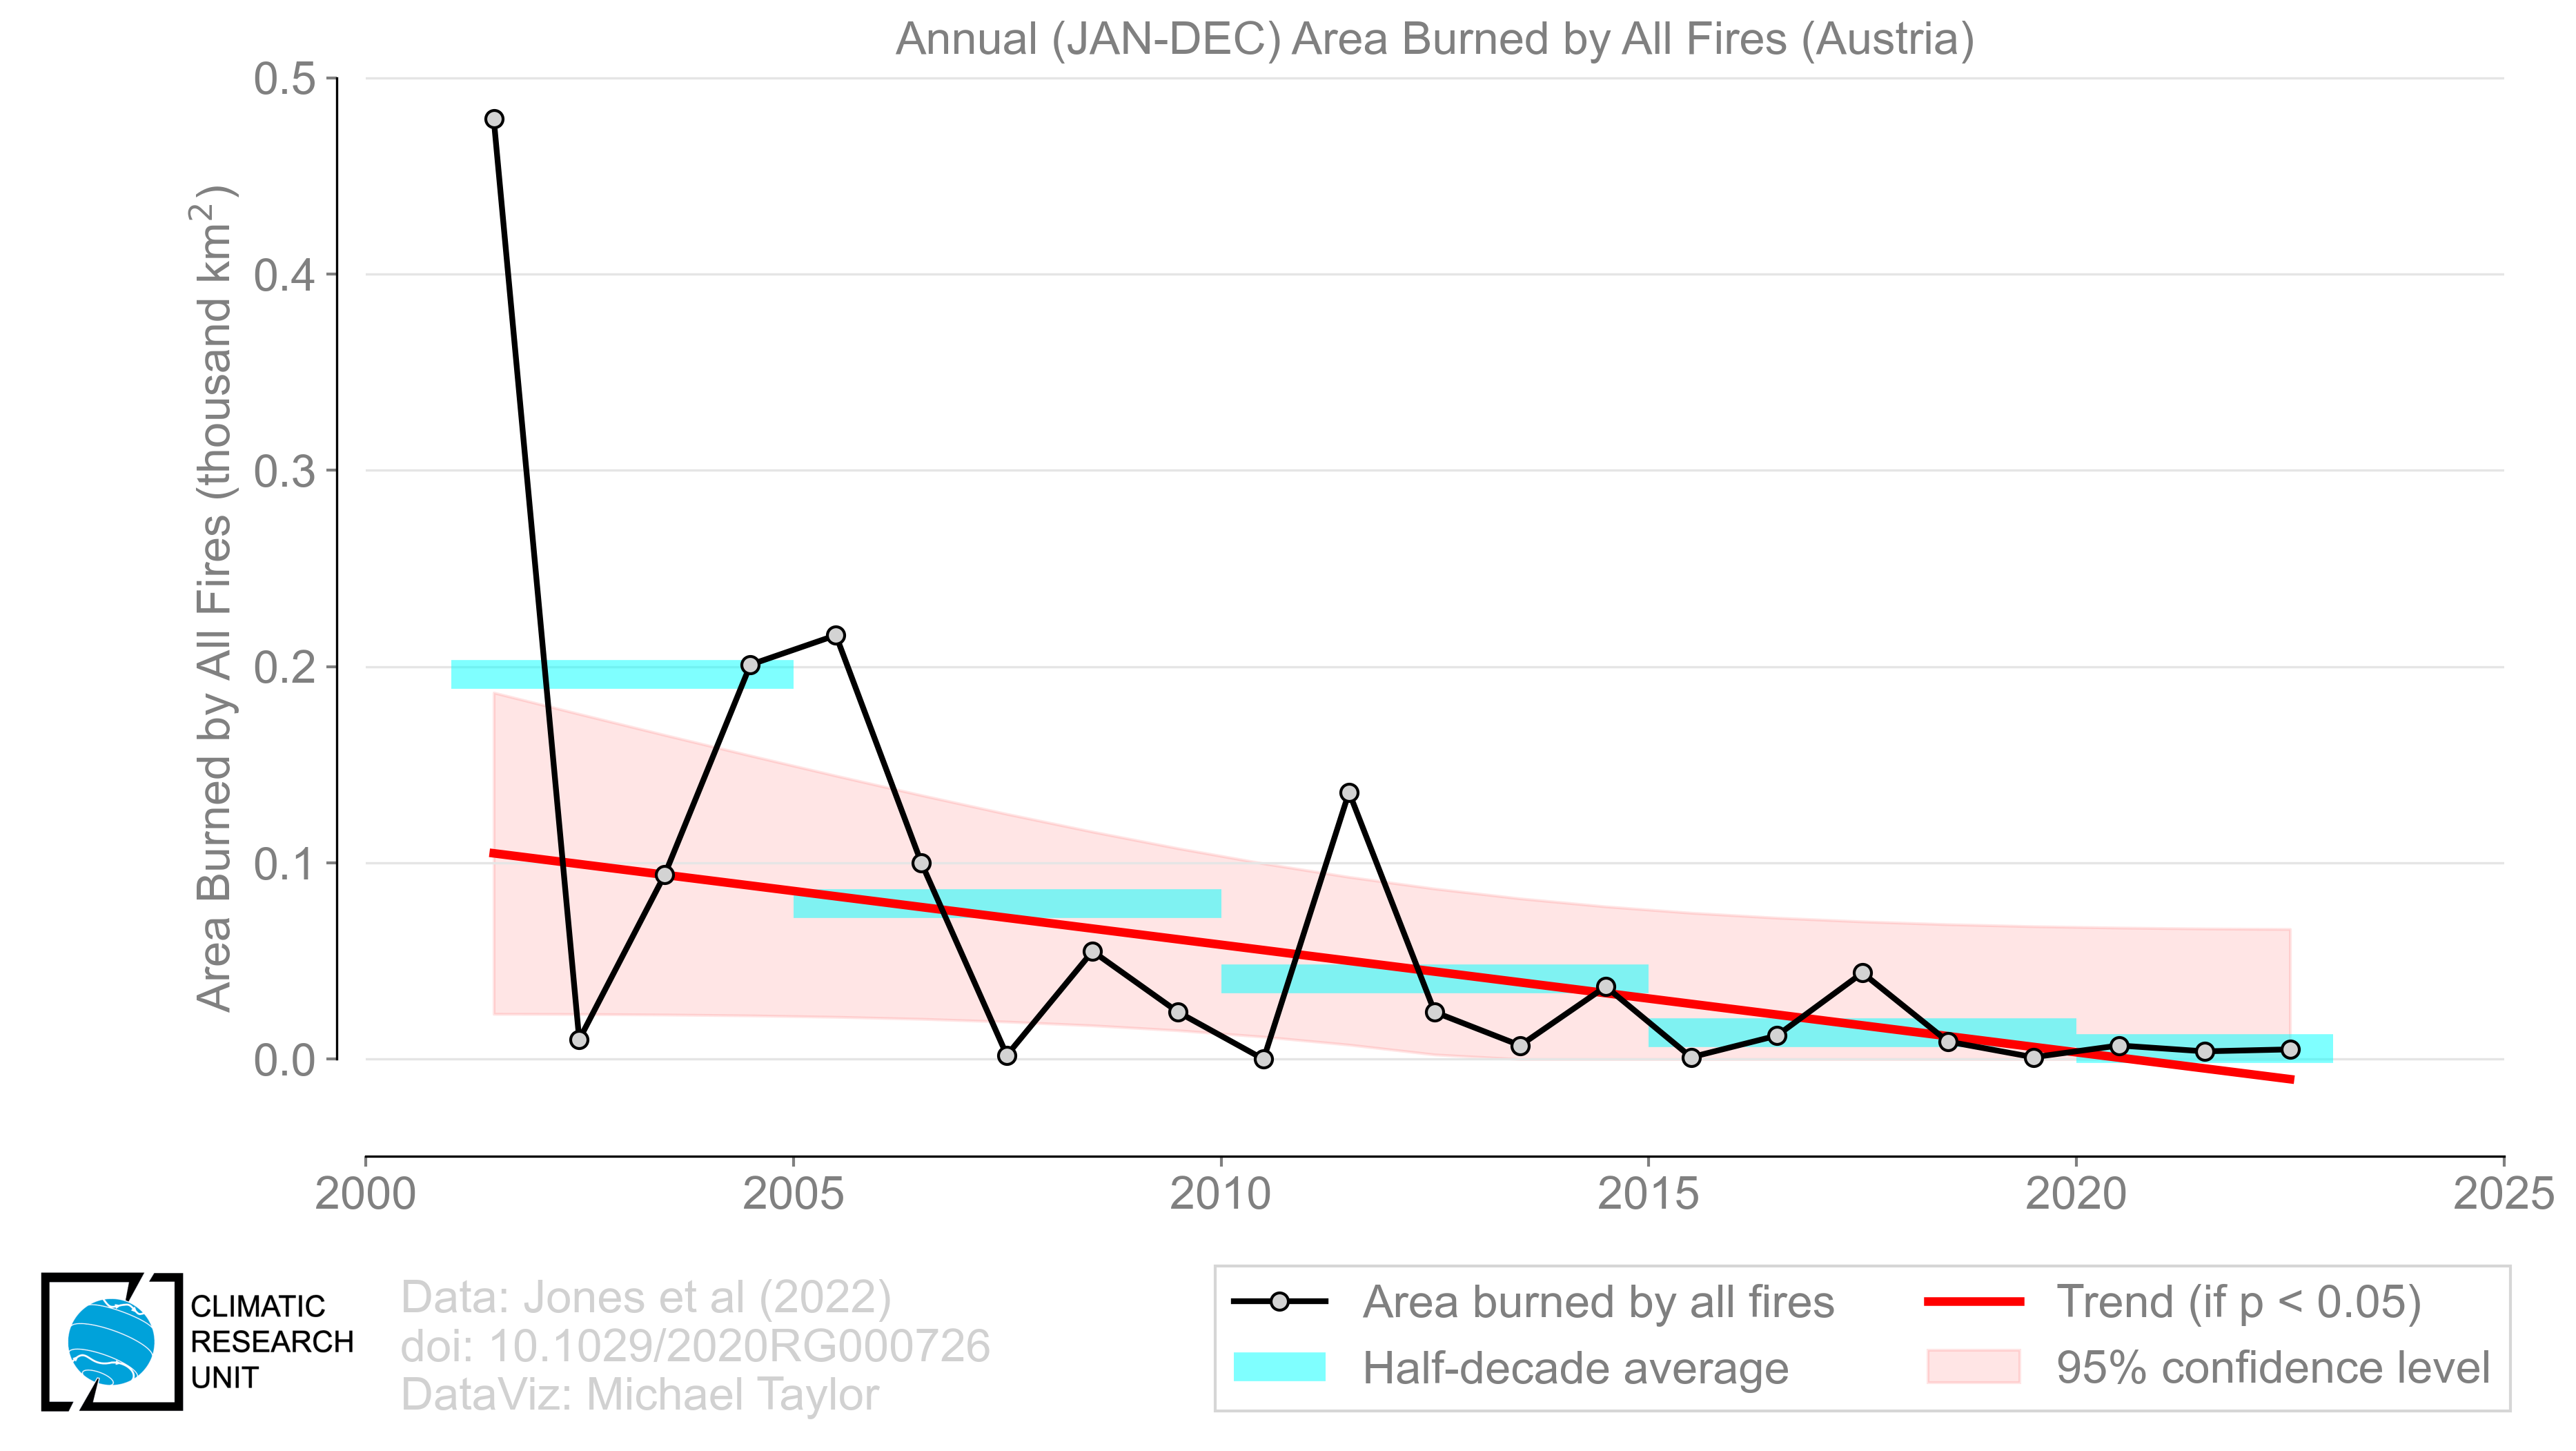 Annual (JAN-DEC) Area Burned by All Fires (Austria)
Area Burned by All Fires (thousand km²)
0.5
0.4
0.3
0.2
0.1
0.0
2000 2005 2010 2015 2020 2025
CLIMATIC
RESEARCH
UNIT
Data: Jones et al (2022)
doi: 10.1029/2020RG000726
DataViz: Michael Taylor
Area burned by all fires
Half-decade average
Trend (if p < 0.05)
95% confidence level